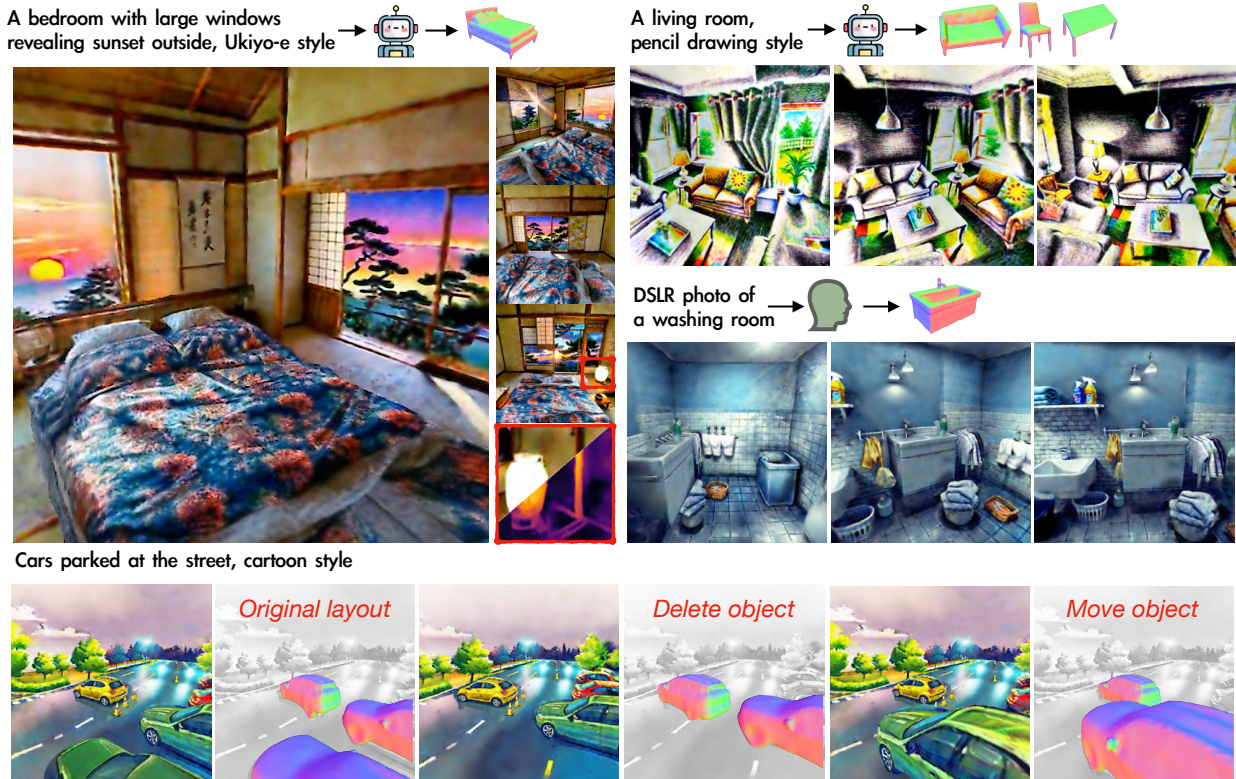 A bedroom with large windows
revealing sunset outside, Ukiyo-e style
A living room,
pencil drawing style
DSLR photo of
a washing room
Cars parked at the street, cartoon style
Original layout
Delete object
Move object